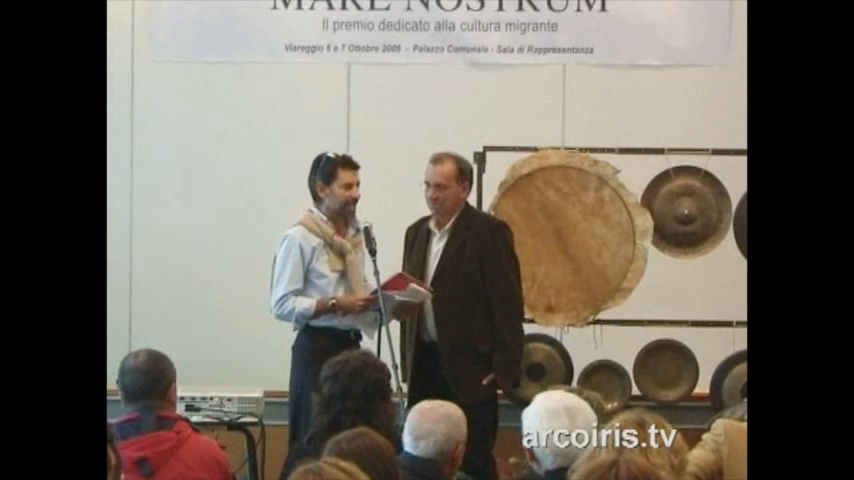 MARE NOSTRUM
Il premio dedicato alla cultura migrante
Viareggio 6 e 7 Ottobre 2006 - Palazzo Comunale - Sala di Rappresentanza
arcoiris.tv